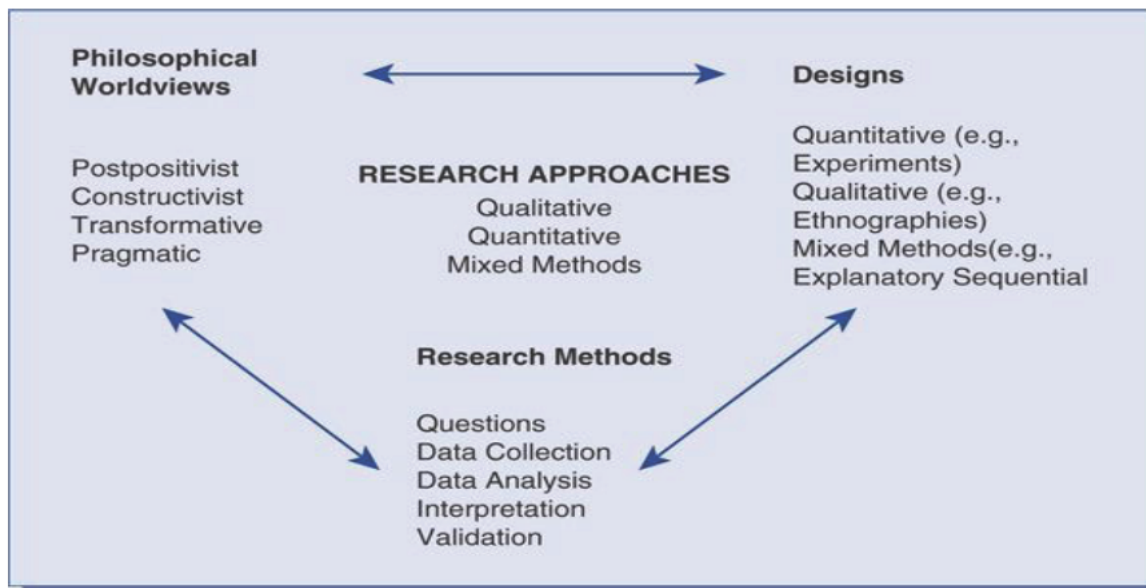 Philosophical
Worldviews
Postpositivist
Constructivist
Transformative
Pragmatic
RESEARCH APPROACHES
Qualitative
Quantitative
Mixed Methods
Designs
Quantitative (e.g.,
Experiments)
Qualitative (e.g.,
Ethnographies)
Mixed Methods(e.g.,
Explanatory Sequential
Research Methods
Questions
Data Collection
Data Analysis
Interpretation
Validation